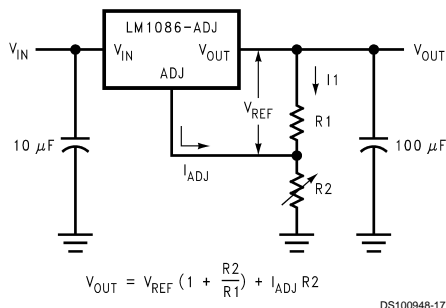 LM1086-ADJ
V_IN
V_IN
V_OUT
V_OUT
ADJ
I1
V_REF
R1
10 μF
100 μF
I_ADJ
R2
V_OUT = V_REF (1 + R2/R1) + I_ADJ R2
DS100948-17